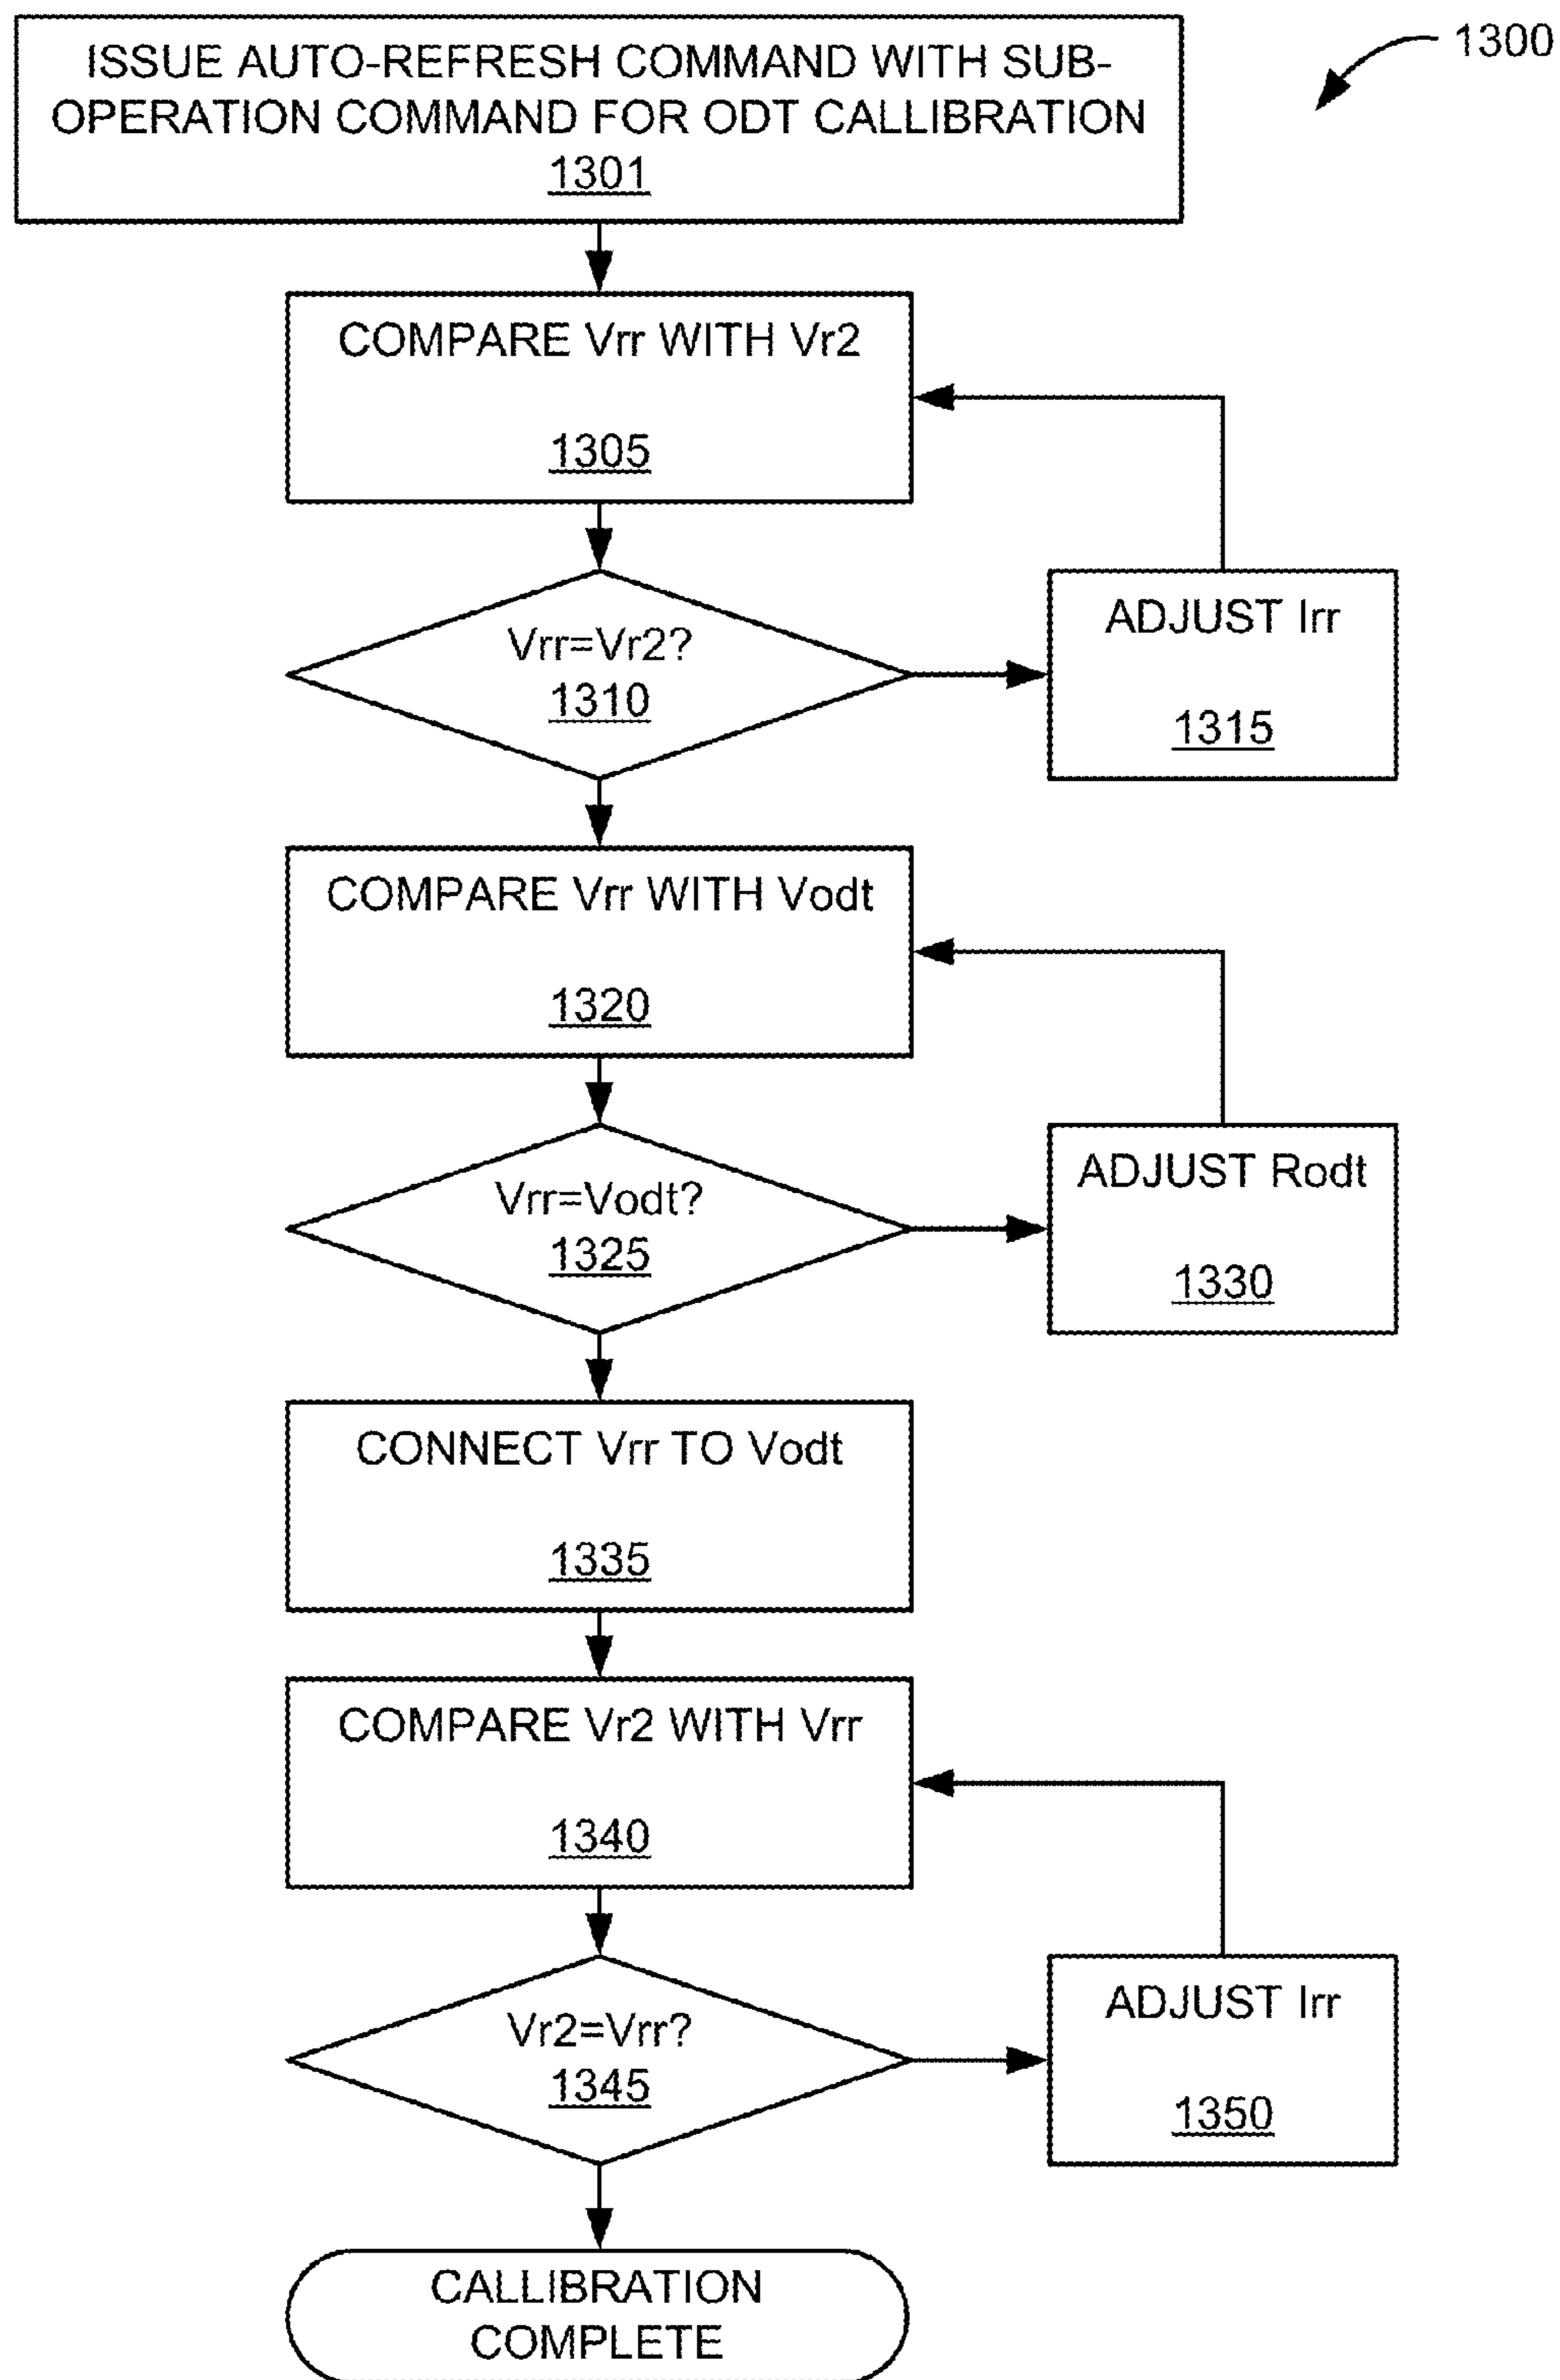 1300
ISSUE AUTO-REFRESH COMMAND WITH SUB-
OPERATION COMMAND FOR ODT CALLIBRATION
1301
COMPARE Vrr WITH Vr2
1305
Vrr=Vr2?
1310
ADJUST Irr
1315
COMPARE Vrr WITH Vodt
1320
Vrr=Vodt?
1325
ADJUST Rodt
1330
CONNECT Vrr TO Vodt
1335
COMPARE Vr2 WITH Vrr
1340
Vr2=Vrr?
1345
ADJUST Irr
1350
CALLIBRATION
COMPLETE